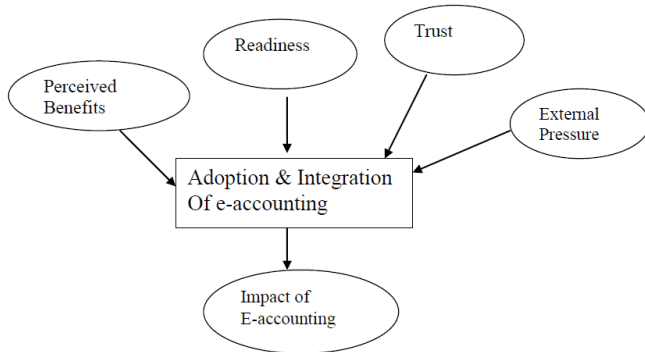 Readiness
Trust
Perceived
Benefits
External
Pressure
Adoption & Integration
Of e-accounting
Impact of
E-accounting